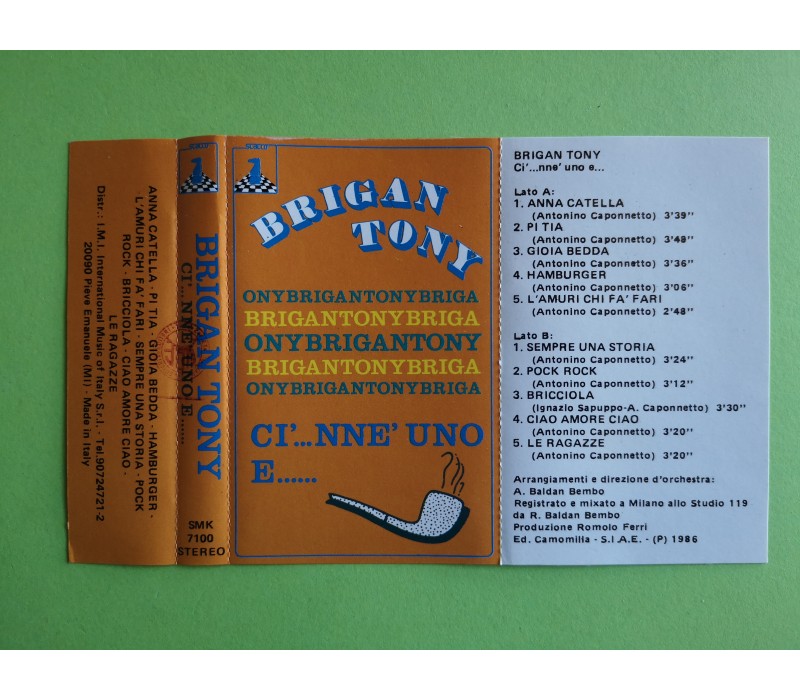 ANNA CATELLA · PI TIA · GIOIA BEDDA · HAMBURGER ·
· L'AMURI CHI FA' FARI · SEMPRE UNA STORIA · POCK
ROCK · BRICCIOLA · CIAO AMORE CIAO ·
LE RAGAZZE
Distr.: I.M.I. International Music of Italy S.r.l. - Tel.90724721-2
20090 Pieve Emanuele (MI) - Made in Italy
1
BRIGAN TONY
CI'...NNE' UNO E......
SMK
7100
STEREO
1
BRIGAN
TONY
ONYBRIGANTONYBRIGA
BRIGANTONYBRIGA
ONYBRIGANTONY
BRIGANTONYBRIGA
ONYBRIGANTONYBRIGA
CI'...NNE' UNO
E......
BRIGAN TONY
Ci'...nne' uno e...
Lato A:
1. ANNA CATELLA
(Antonino Caponnetto) 3'39"
2. PI TIA
(Antonino Caponnetto) 3'48"
3. GIOIA BEDDA
(Antonino Caponnetto) 3'36"
4. HAMBURGER
(Antonino Caponnetto) 3'06"
5. L'AMURI CHI FA' FARI
(Antonino Caponnetto) 2'48"
Lato B:
1. SEMPRE UNA STORIA
(Antonino Caponnetto) 3'24"
2. POCK ROCK
(Antonino Caponnetto) 3'12"
3. BRICCIOLA
(Ignazio Sapuppo-A. Caponnetto) 3'30"
4. CIAO AMORE CIAO
(Antonino Caponnetto) 3'20"
5. LE RAGAZZE
(Antonino Caponnetto) 3'20"
Arrangiamenti e direzione d'orchestra:
A. Baldan Bembo
Registrato e mixato a Milano allo Studio 119
da R. Baldan Bembo
Produzione Romolo Ferri
Ed. Camomilla - S.I.A.E. - (P) 1986